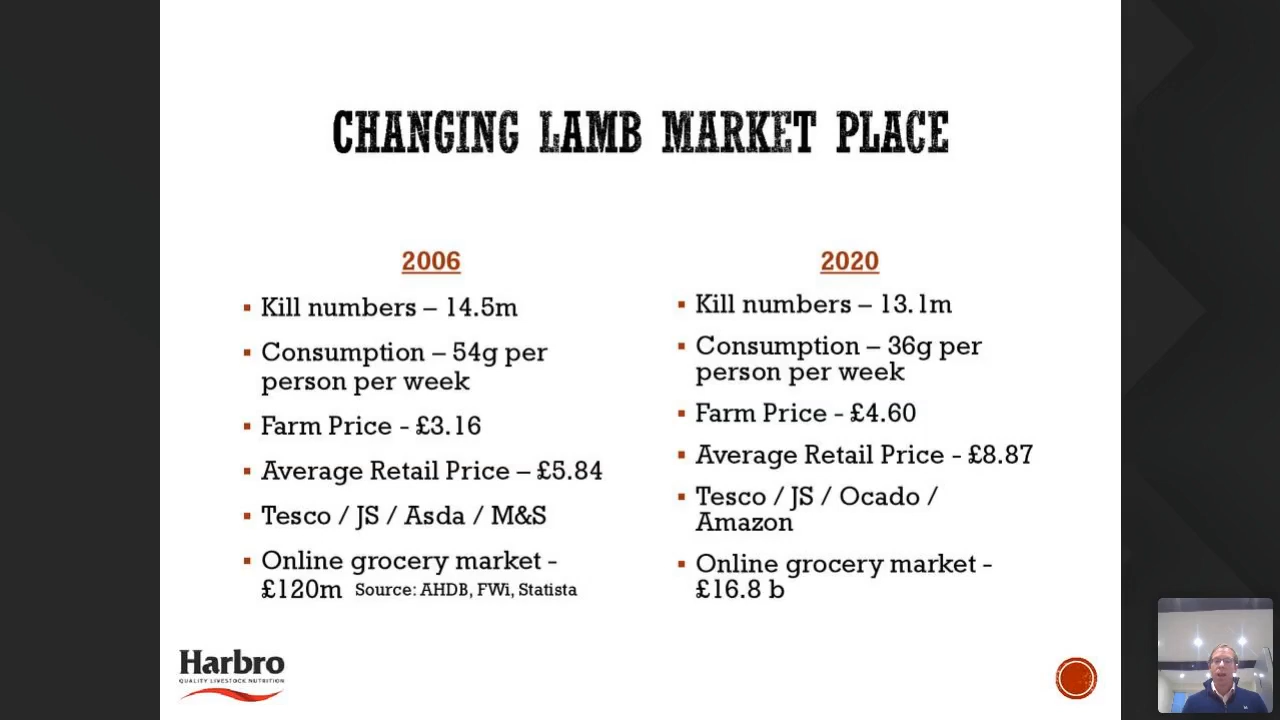 CHANGING LAMB MARKET PLACE
2006
▪ Kill numbers – 14.5m
▪ Consumption – 54g per
person per week
▪ Farm Price - £3.16
▪ Average Retail Price – £5.84
▪ Tesco / JS / Asda / M&S
▪ Online grocery market -
£120m Source: AHDB, FWi, Statista
2020
▪ Kill numbers – 13.1m
▪ Consumption – 36g per
person per week
▪ Farm Price - £4.60
▪ Average Retail Price - £8.87
▪ Tesco / JS / Ocado /
Amazon
▪ Online grocery market -
£16.8 b
Harbro
QUALITY LIVESTOCK NUTRITION